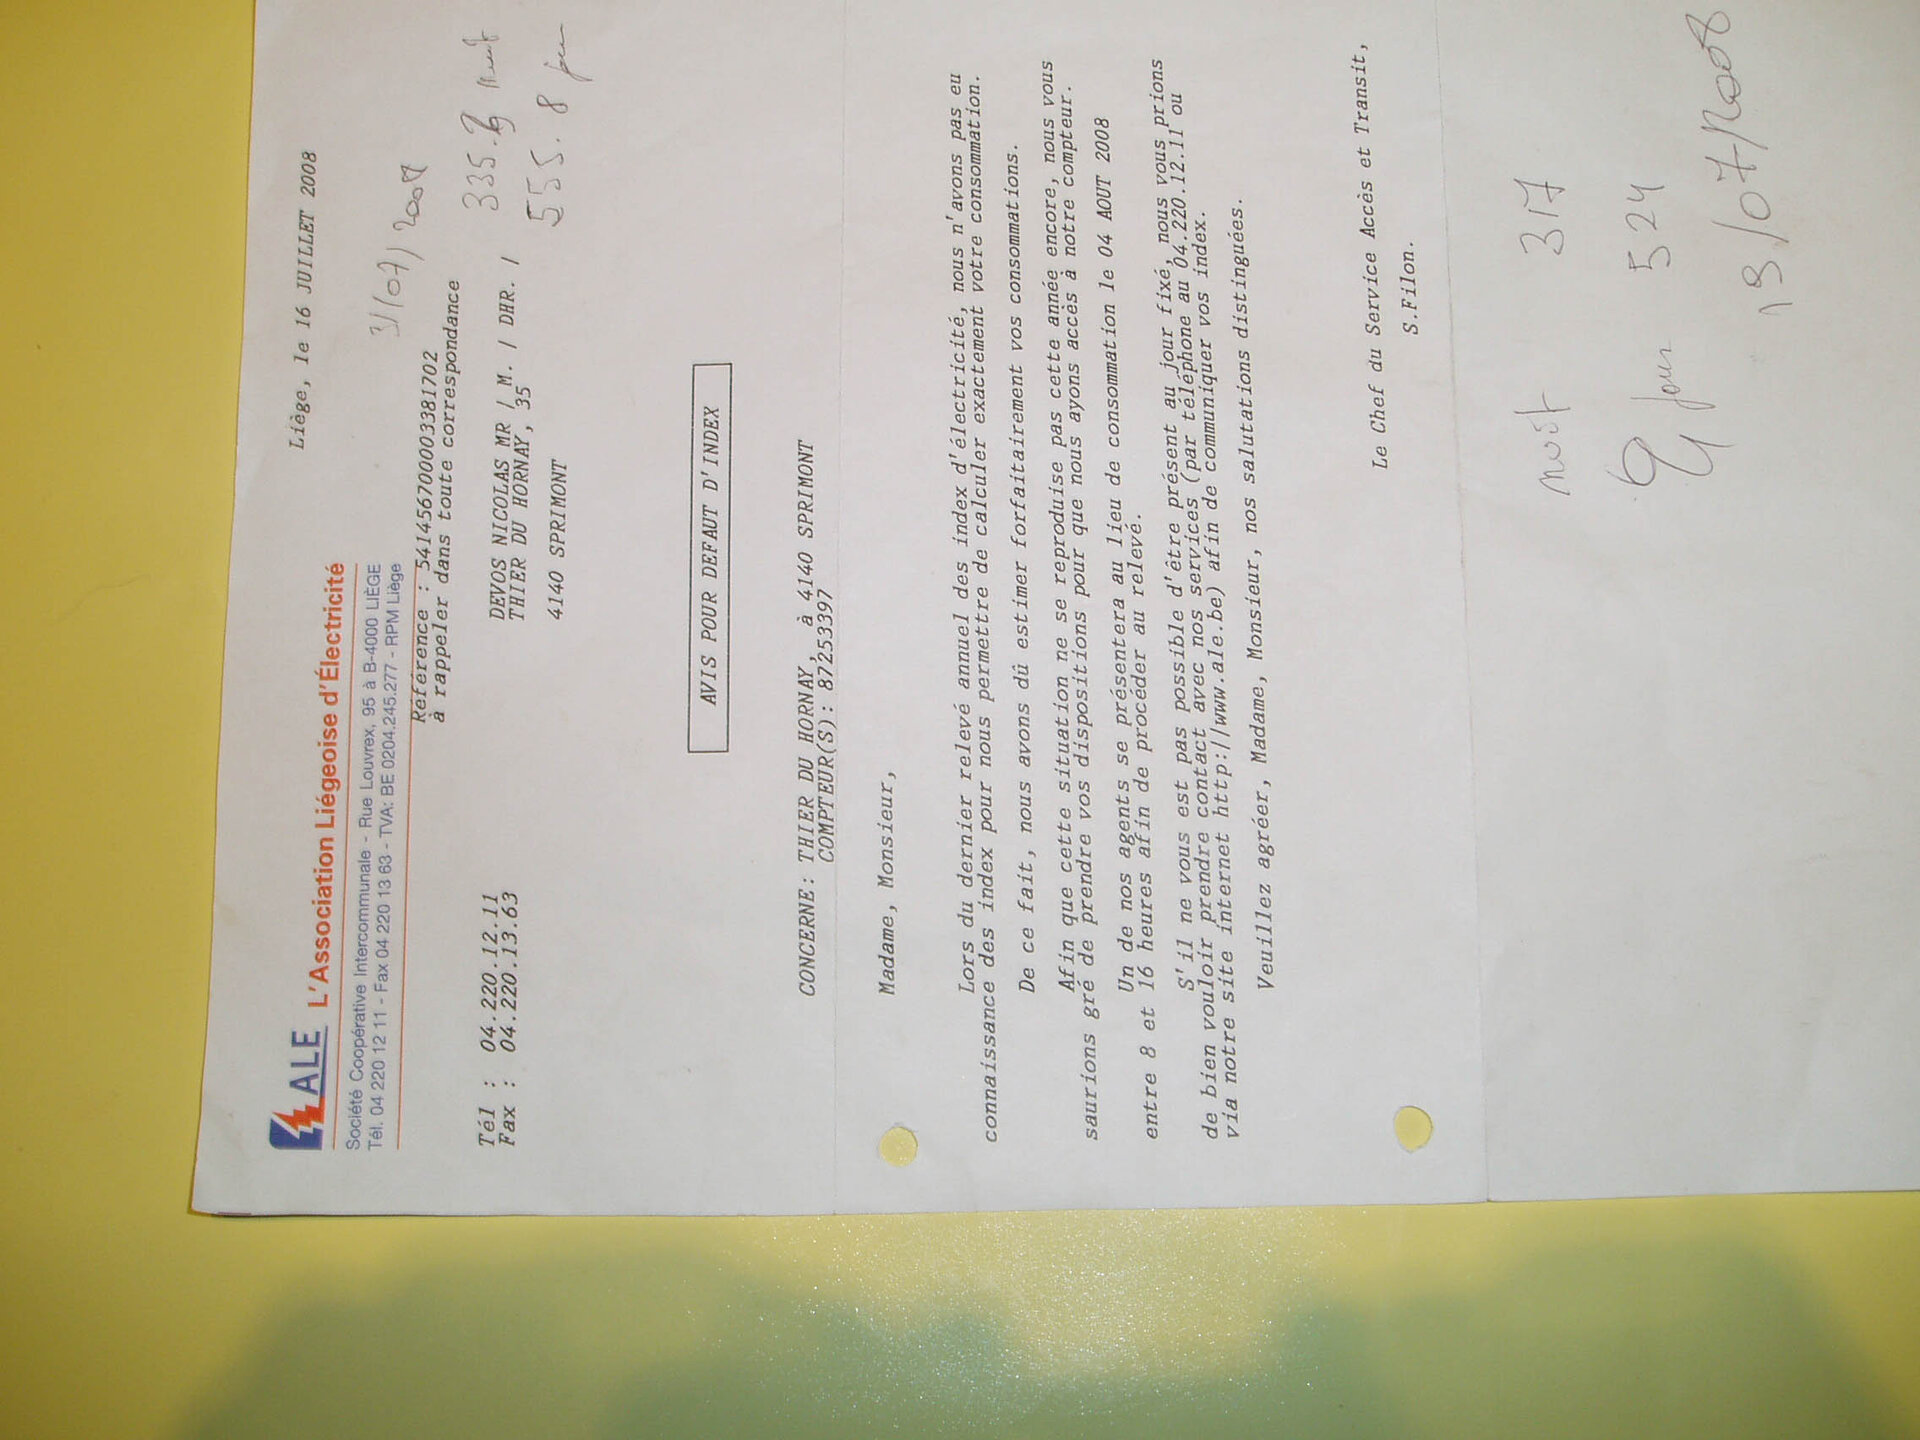 ALE L'Association Liégeoise d'Électricité
Société Coopérative Intercommunale - Rue Louvrex, 95 à B-4000 LIÈGE
Tél. 04 220 12 11 - Fax 04 220 13 63 - TVA: BE 0204.245.277 - RPM Liège
Liège, le 16 JUILLET 2008
31/07/2008
Référence : 541456700003381702
à rappeler dans toute correspondance
335. Nuit
555.8 jour
Tél : 04.220.12.11
Fax : 04.220.13.63
DEVOS NICOLAS MR / M. / DHR. /
THIER DU HORNAY, 35
4140 SPRIMONT
AVIS POUR DEFAUT D'INDEX
CONCERNE: THIER DU HORNAY, à 4140 SPRIMONT
COMPTEUR(S): 87253397
Madame, Monsieur,
Lors du dernier relevé annuel des index d'électricité, nous n'avons pas eu
connaissance des index pour nous permettre de calculer exactement votre consommation.
De ce fait, nous avons dû estimer forfaitairement vos consommations.
Afin que cette situation ne se reproduise pas cette année encore, nous vous
saurions gré de prendre vos dispositions pour que nous ayons accès à notre compteur.
Un de nos agents se présentera au lieu de consommation le 04 AOUT 2008
entre 8 et 16 heures afin de procéder au relevé.
S'il ne vous est pas possible d'être présent au jour fixé, nous vous prions
de bien vouloir prendre contact avec nos services (par téléphone au 04.220.12.11 ou
via notre site internet http://www.ale.be) afin de communiquer vos index.
Veuillez agréer, Madame, Monsieur, nos salutations distinguées.
Le Chef du Service Accès et Transit,
S.Filon.
nuit 317
jour 524
19/07/2008